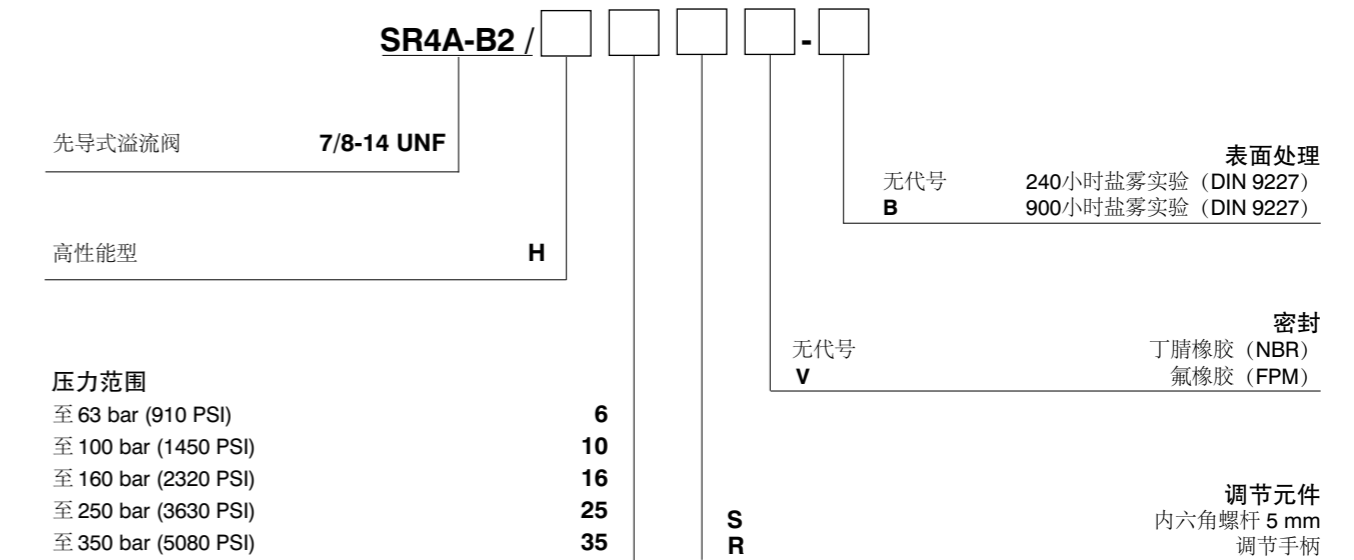 SR4A-B2 / -
先导式溢流阀 7/8-14 UNF
表面处理
无代号 240小时盐雾实验（DIN 9227）
B 900小时盐雾实验（DIN 9227）
高性能型 H
密封
无代号 丁腈橡胶（NBR）
V 氟橡胶（FPM）
压力范围
至 63 bar (910 PSI) 6
至 100 bar (1450 PSI) 10
至 160 bar (2320 PSI) 16
至 250 bar (3630 PSI) 25
至 350 bar (5080 PSI) 35
调节元件
S 内六角螺杆 5 mm
R 调节手柄